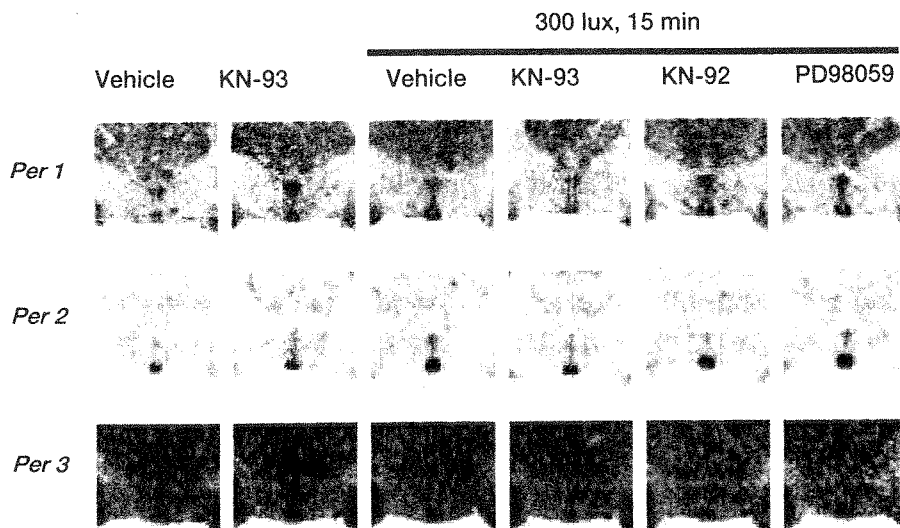 300 lux, 15 min
Vehicle KN-93 Vehicle KN-93 KN-92 PD98059
Per 1
Per 2
Per 3